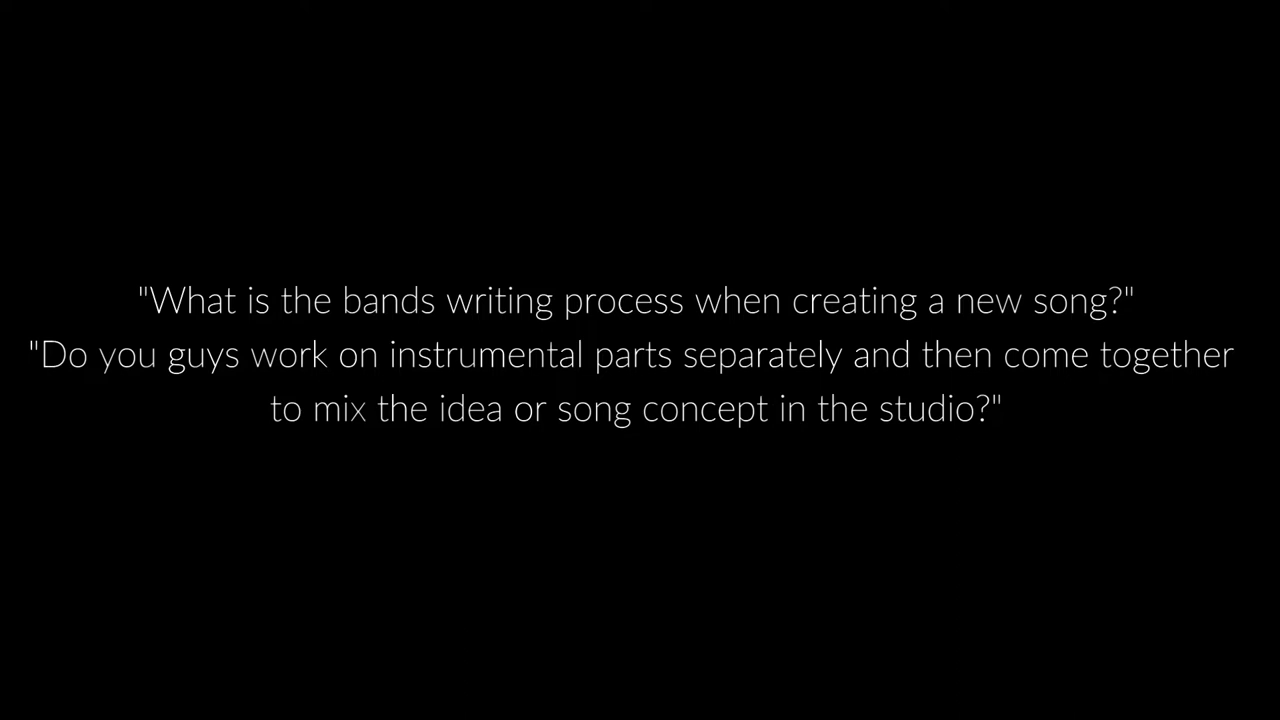 "What is the bands writing process when creating a new song?"
"Do you guys work on instrumental parts separately and then come together
to mix the idea or song concept in the studio?"